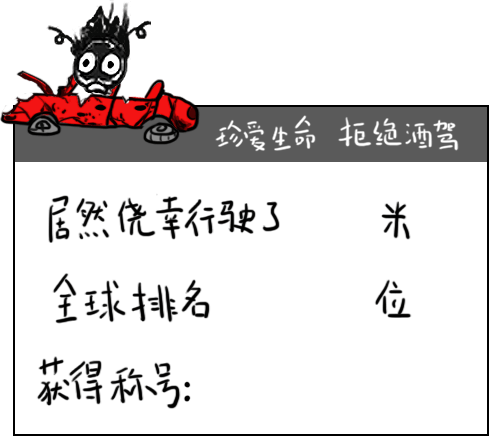 珍爱生命 拒绝酒驾
居然侥幸行驶了 米
全球排名 位
获得称号: